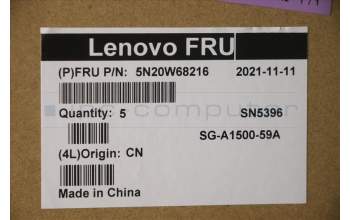 Lenovo FRU
(P)FRU P/N: 5N20W68216 2021-11-11
Quantity: 5 SN5396
SG-A1500-59A
(4L)Origin: CN
Made in China